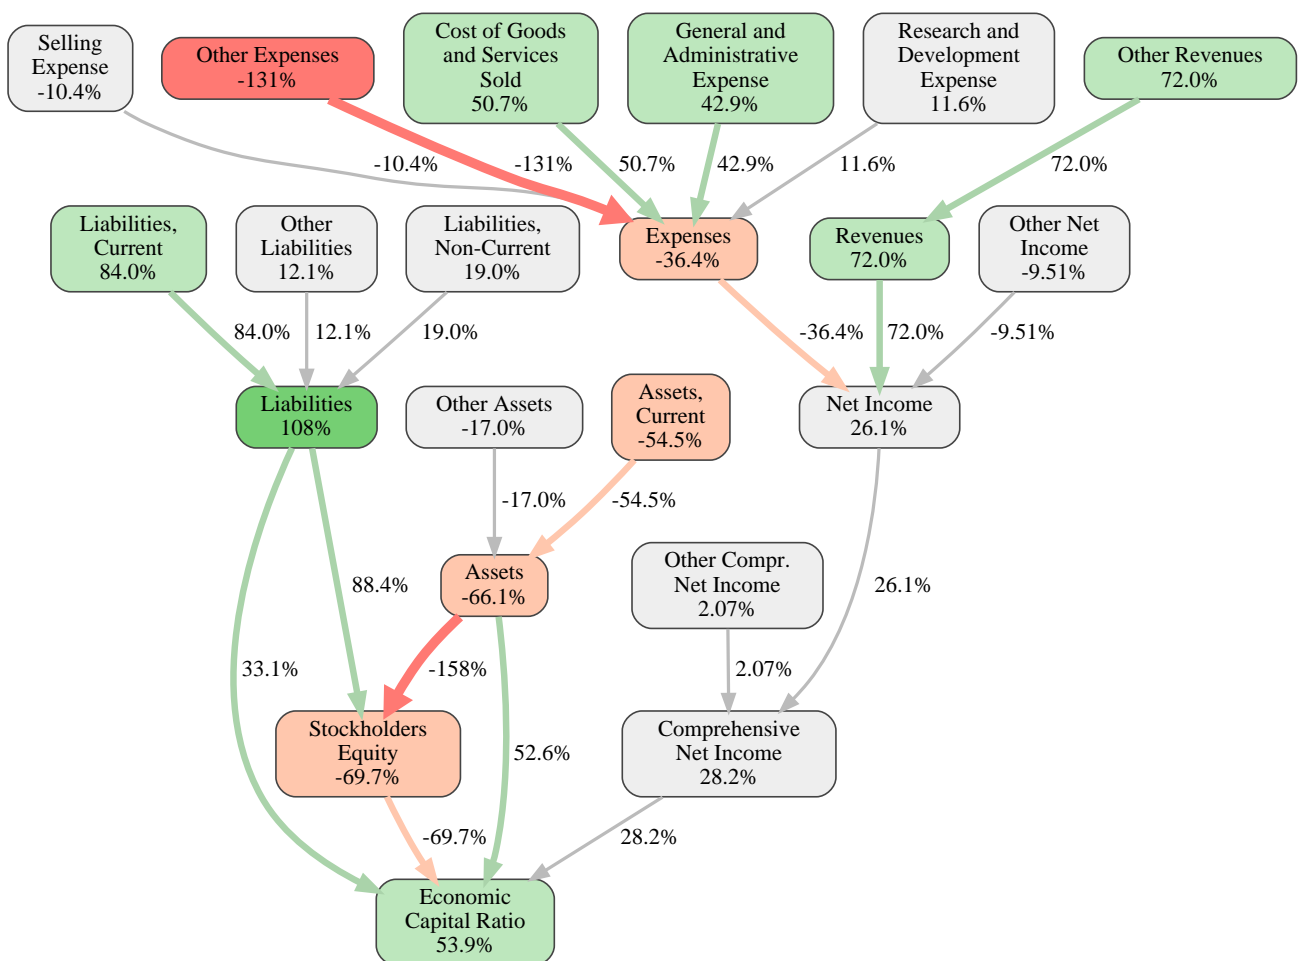 Selling
Expense
-10.4%
Other Expenses
-131%
Cost of Goods
and Services
Sold
50.7%
General and
Administrative
Expense
42.9%
Research and
Development
Expense
11.6%
Other Revenues
72.0%
-10.4%
-131%
50.7%
42.9%
11.6%
72.0%
Liabilities,
Current
84.0%
Other
Liabilities
12.1%
Liabilities,
Non-Current
19.0%
Expenses
-36.4%
Revenues
72.0%
Other Net
Income
-9.51%
84.0%
12.1%
19.0%
-36.4%
72.0%
-9.51%
Liabilities
108%
Other Assets
-17.0%
Assets,
Current
-54.5%
Net Income
26.1%
-17.0%
-54.5%
Assets
-66.1%
Other Compr.
Net Income
2.07%
88.4%
26.1%
33.1%
-158%
2.07%
Stockholders
Equity
-69.7%
52.6%
Comprehensive
Net Income
28.2%
-69.7%
28.2%
Economic
Capital Ratio
53.9%